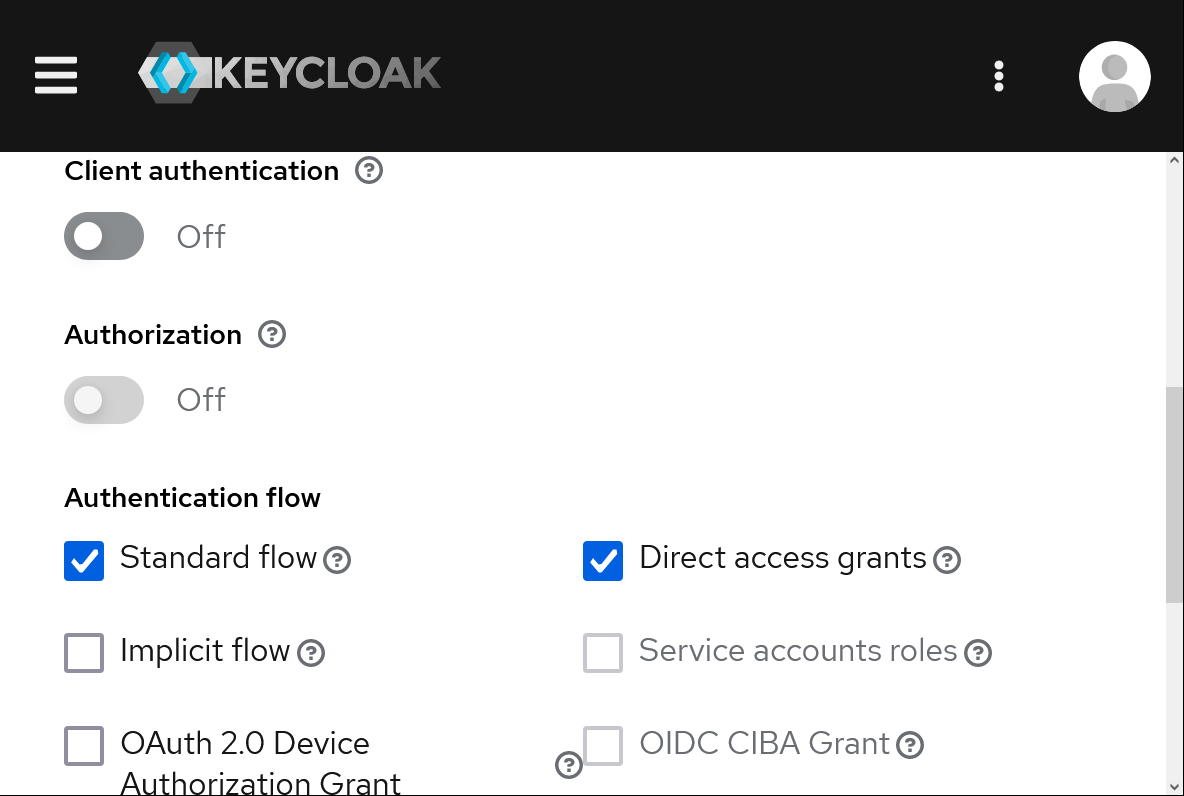 KEYCLOAK
Client authentication
Off
Authorization
Off
Authentication flow
Standard flow
Direct access grants
Implicit flow
Service accounts roles
OAuth 2.0 Device
Authorization Grant
OIDC CIBA Grant